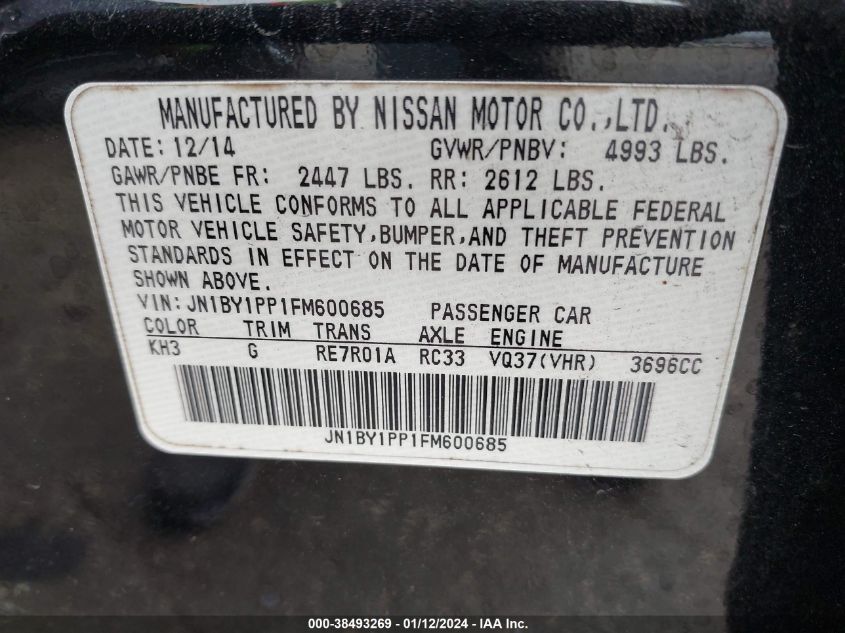 MANUFACTURED BY NISSAN MOTOR CO.,LTD.
DATE: 12/14 GVWR/PNBV: 4993 LBS.
GAWR/PNBE FR: 2447 LBS. RR: 2612 LBS.
THIS VEHICLE CONFORMS TO ALL APPLICABLE FEDERAL
MOTOR VEHICLE SAFETY,BUMPER,AND THEFT PREVENTION
STANDARDS IN EFFECT ON THE DATE OF MANUFACTURE
SHOWN ABOVE.
VIN: JN1BY1PP1FM600685 PASSENGER CAR
COLOR TRIM TRANS AXLE ENGINE
KH3 G RE7R01A RC33 VQ37(VHR) 3696CC
JN1BY1PP1FM600685
000-38493269 - 01/12/2024 - IAAI Inc.